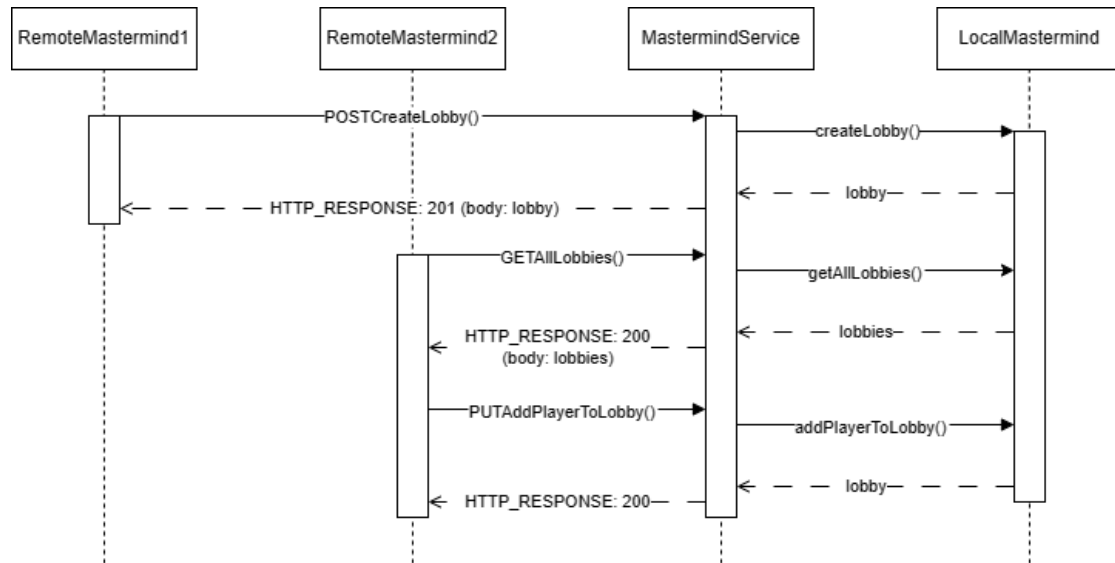 RemoteMastermind1
RemoteMastermind2
MastermindService
LocalMastermind
POSTCreateLobby()
createLobby()
lobby
HTTP_RESPONSE: 201 (body: lobby)
GETAllLobbies()
getAllLobbies()
lobbies
HTTP_RESPONSE: 200
(body: lobbies)
PUTAddPlayerToLobby()
addPlayerToLobby()
lobby
HTTP_RESPONSE: 200